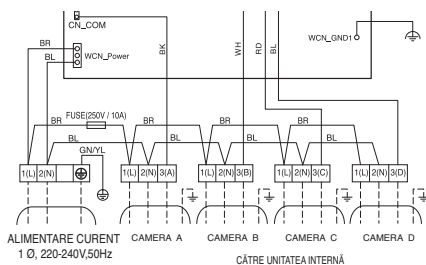 CN_COM
BR
WCN_Power
BL
BK
WH
RD
BL
WCN_GND1
BR
FUSE(250V / 10A)
BR
BR
BL
BL
BL
BL
GN/YL
1(L) 2(N)
1(L) 2(N) 3(A)
1(L) 2(N) 3(B)
1(L) 2(N) 3(C)
1(L) 2(N) 3(D)
ALIMENTARE CURENT
1 Ø, 220-240V,50Hz
CAMERA A
CAMERA B
CAMERA C
CAMERA D
CĂTRE UNITATEA INTERNĂ